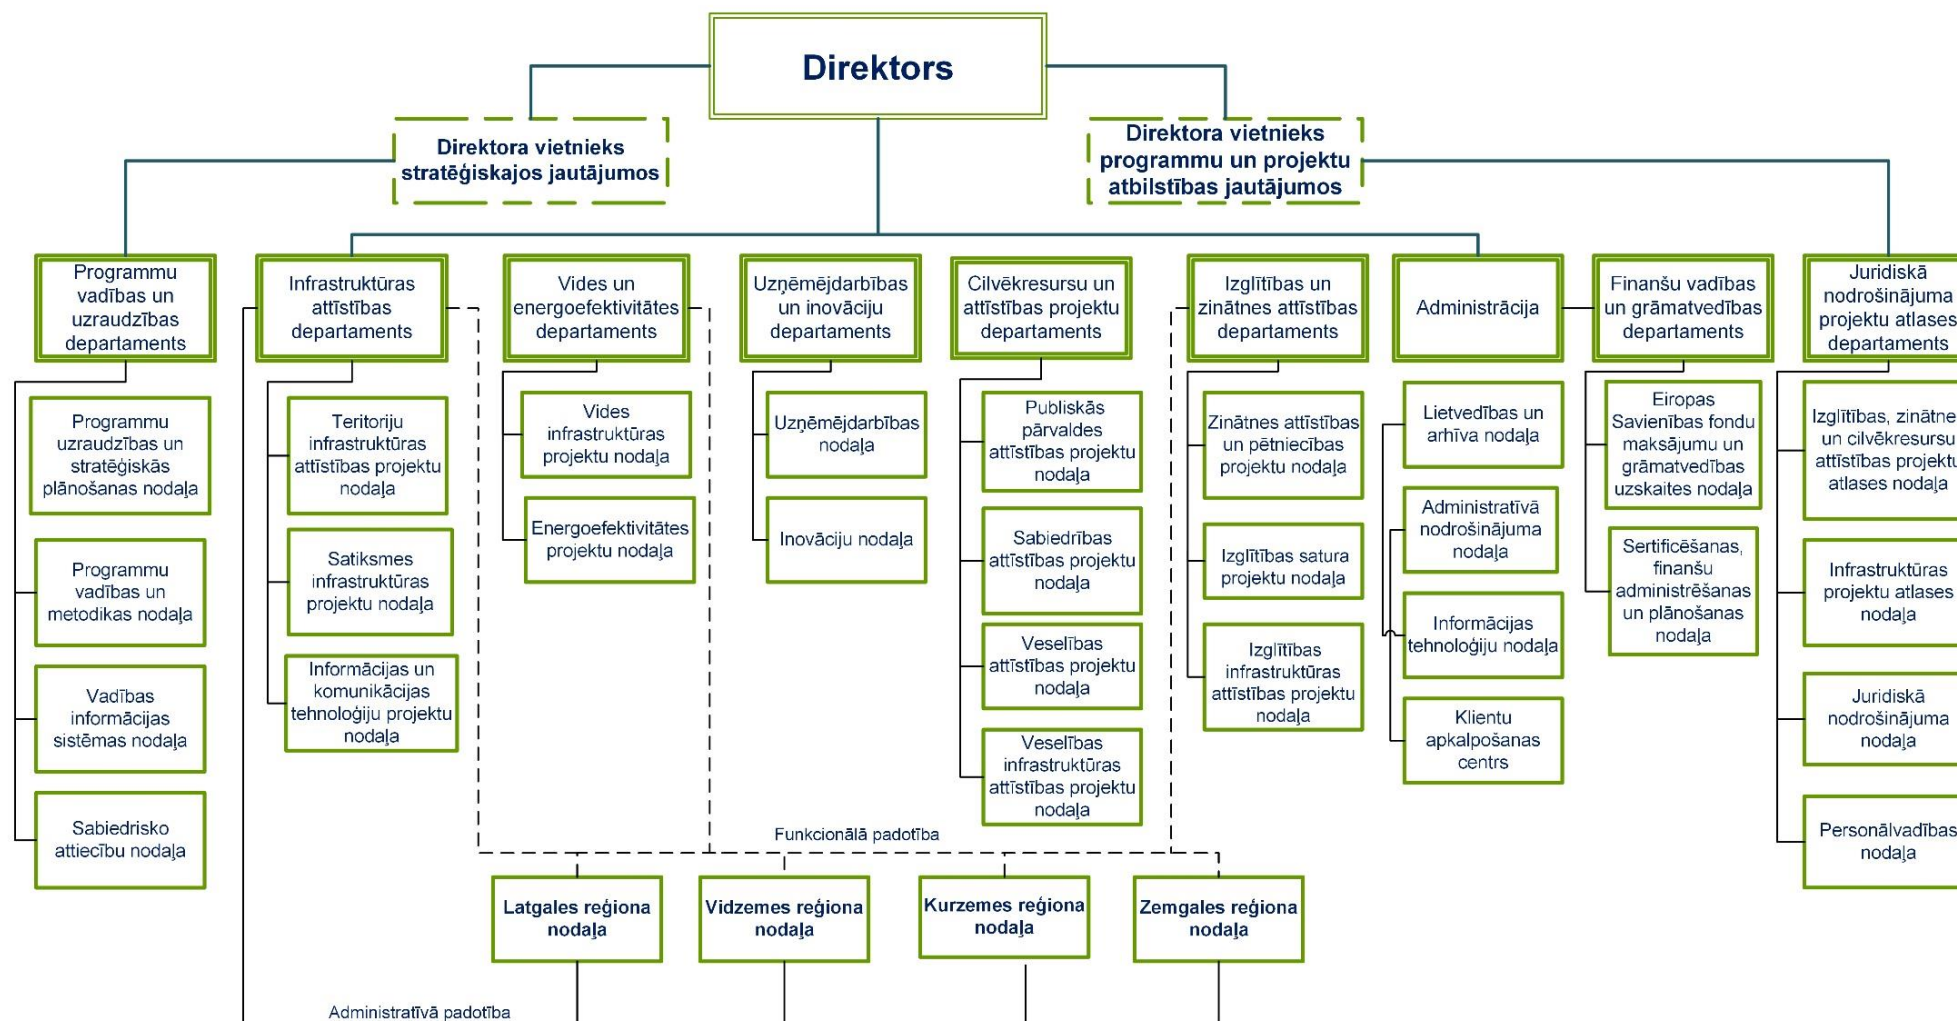 Direktors
Direktora vietnieks
stratēģiskajos jautājumos
Direktora vietnieks
programmu un projektu
atbilstības jautājumos
Programmu
vadības un
uzraudzības
departaments
Infrastruktūras
attīstības
departaments
Vides un
energoefektivitātes
departaments
Uzņēmējdarbības
un inovāciju
departaments
Cilvēkresursu un
attīstības projektu
departaments
Izglītības un
zinātnes attīstības
departaments
Administrācija
Finanšu vadības
un grāmatvedības
departaments
Juridiskā
nodrošinājuma
projektu atlases
departaments
Programmu
uzraudzības un
stratēģiskās
plānošanas nodaļa
Programmu
vadības un
metodikas nodaļa
Vadības
informācijas
sistēmas nodaļa
Sabiedrisko
attiecību nodaļa
Teritoriju
infrastruktūras
attīstības projektu
nodaļa
Satiksmes
infrastruktūras
projektu nodaļa
Informācijas un
komunikācijas
tehnoloģiju projektu
nodaļa
Vides
infrastruktūras
projektu nodaļa
Energoefektivitātes
projektu nodaļa
Uzņēmējdarbības
nodaļa
Inovāciju nodaļa
Publiskās
pārvaldes
attīstības projektu
nodaļa
Sabiedrības
attīstības projektu
nodaļa
Veselības
attīstības projektu
nodaļa
Veselības
infrastruktūras
attīstības projektu
nodaļa
Zinātnes attīstības
un pētniecības
projektu nodaļa
Izglītības satura
projektu nodaļa
Izglītības
infrastruktūras
attīstības projektu
nodaļa
Lietvedības un
arhīva nodaļa
Administratīvā
nodrošinājuma
nodaļa
Informācijas
tehnoloģiju nodaļa
Klientu
apkalpošanas
centrs
Eiropas
Savienības fondu
maksājumu un
grāmatvedības
uzskaites nodaļa
Sertificēšanas,
finanšu
administrēšanas
un plānošanas
nodaļa
Izglītības, zinātnes
un cilvēkresursu
attīstības projektu
atlases nodaļa
Infrastruktūras
projektu atlases
nodaļa
Juridiskā
nodrošinājuma
nodaļa
Personālvadības
nodaļa
Funkcionālā padotība
Latgales reģiona
nodaļa
Vidzemes reģiona
nodaļa
Kurzemes reģiona
nodaļa
Zemgales reģiona
nodaļa
Administratīvā padotība